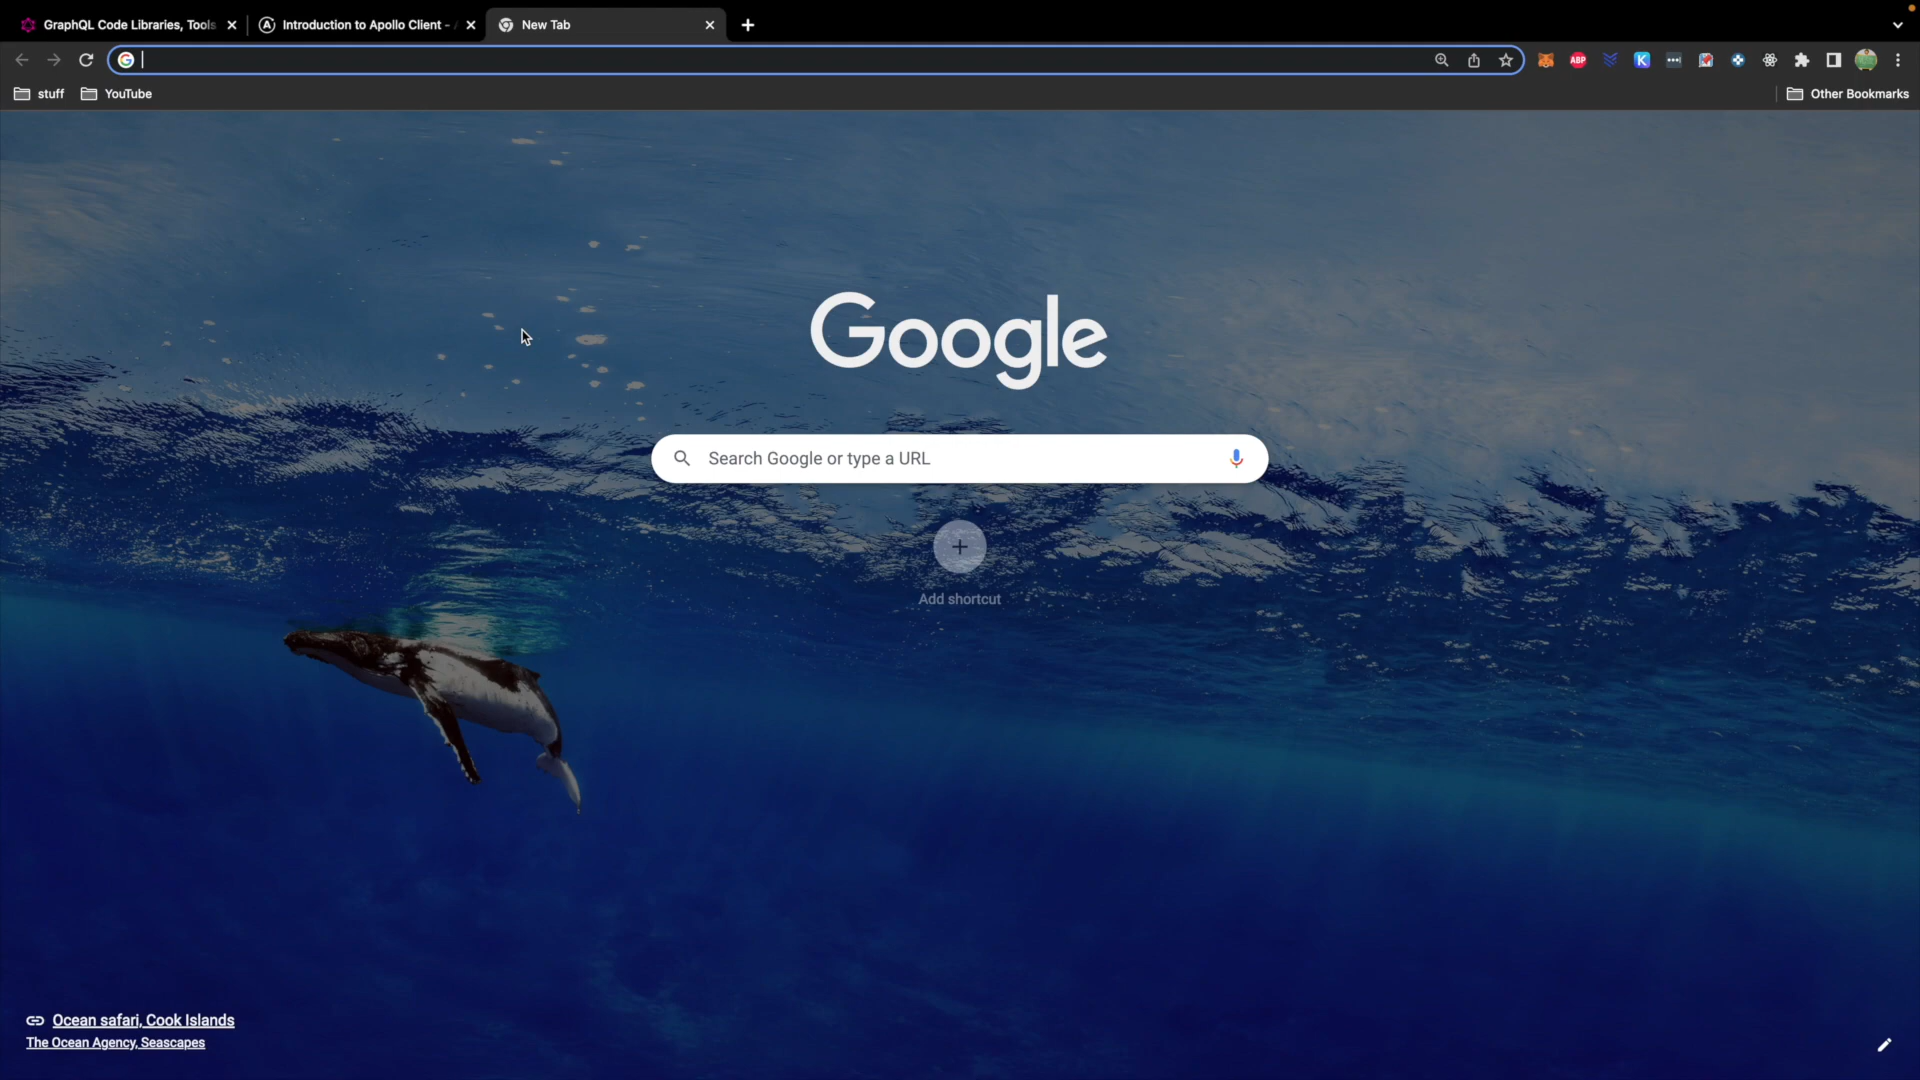 GraphQL Code Libraries, Tools
Introduction to Apollo Client -
New Tab
ABP
K
stuff
YouTube
Other Bookmarks
Google
Search Google or type a URL
Add shortcut
Ocean safari, Cook Islands
The Ocean Agency, Seascapes